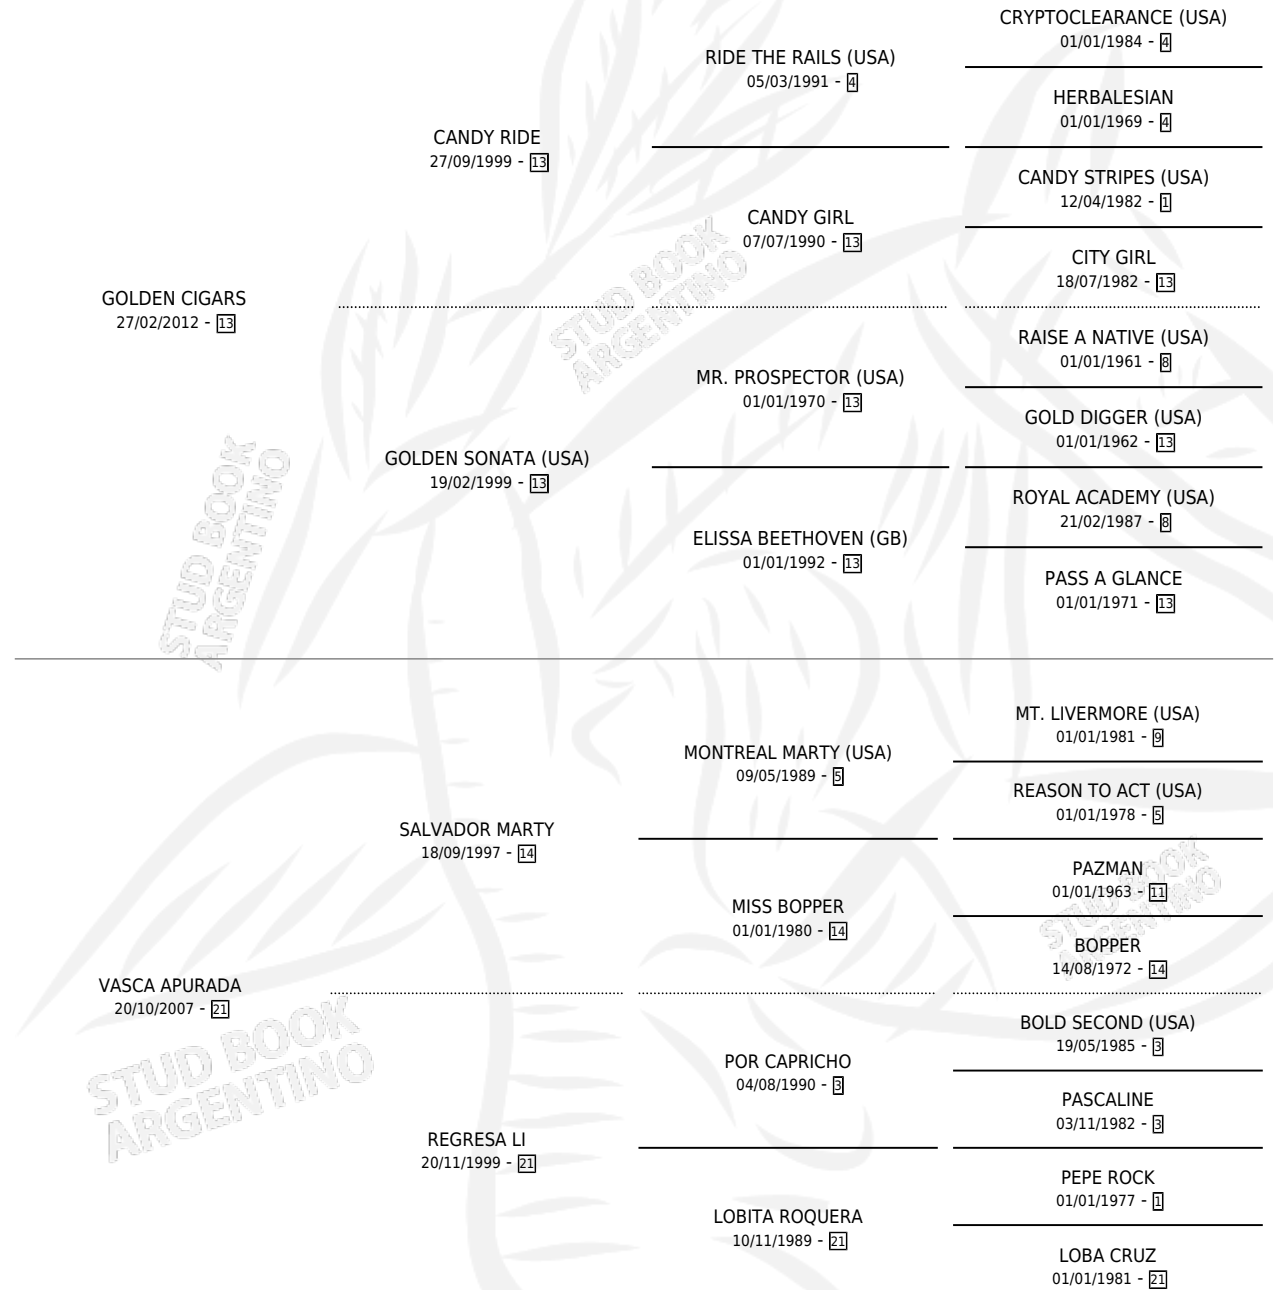 CRYPTOCLEARANCE (USA)
01/01/1984 - 4
RIDE THE RAILS (USA)
05/03/1991 - 4
HERBALESIAN
01/01/1969 - 4
CANDY RIDE
27/09/1999 - 13
CANDY STRIPES (USA)
12/04/1982 - 1
CANDY GIRL
07/07/1990 - 13
CITY GIRL
18/07/1982 - 13
GOLDEN CIGARS
27/02/2012 - 13
RAISE A NATIVE (USA)
01/01/1961 - 8
MR. PROSPECTOR (USA)
01/01/1970 - 13
GOLD DIGGER (USA)
01/01/1962 - 13
GOLDEN SONATA (USA)
19/02/1999 - 13
ROYAL ACADEMY (USA)
21/02/1987 - 8
ELISSA BEETHOVEN (GB)
01/01/1992 - 13
PASS A GLANCE
01/01/1971 - 13
STUD BOOK
ARGENTINO
STUD BOOK
ARGENTINO
MT. LIVERMORE (USA)
01/01/1981 - 9
MONTREAL MARTY (USA)
09/05/1989 - 5
REASON TO ACT (USA)
01/01/1978 - 5
SALVADOR MARTY
18/09/1997 - 14
PAZMAN
01/01/1963 - 11
MISS BOPPER
01/01/1980 - 14
BOPPER
14/08/1972 - 14
VASCA APURADA
20/10/2007 - 21
BOLD SECOND (USA)
19/05/1985 - 3
POR CAPRICHO
04/08/1990 - 3
PASCALINE
03/11/1982 - 3
REGRESA LI
20/11/1999 - 21
PEPE ROCK
01/01/1977 - 1
LOBITA ROQUERA
10/11/1989 - 21
LOBA CRUZ
01/01/1981 - 21
STUD BOOK
ARGENTINO
STUD BOOK
ARGENTINO